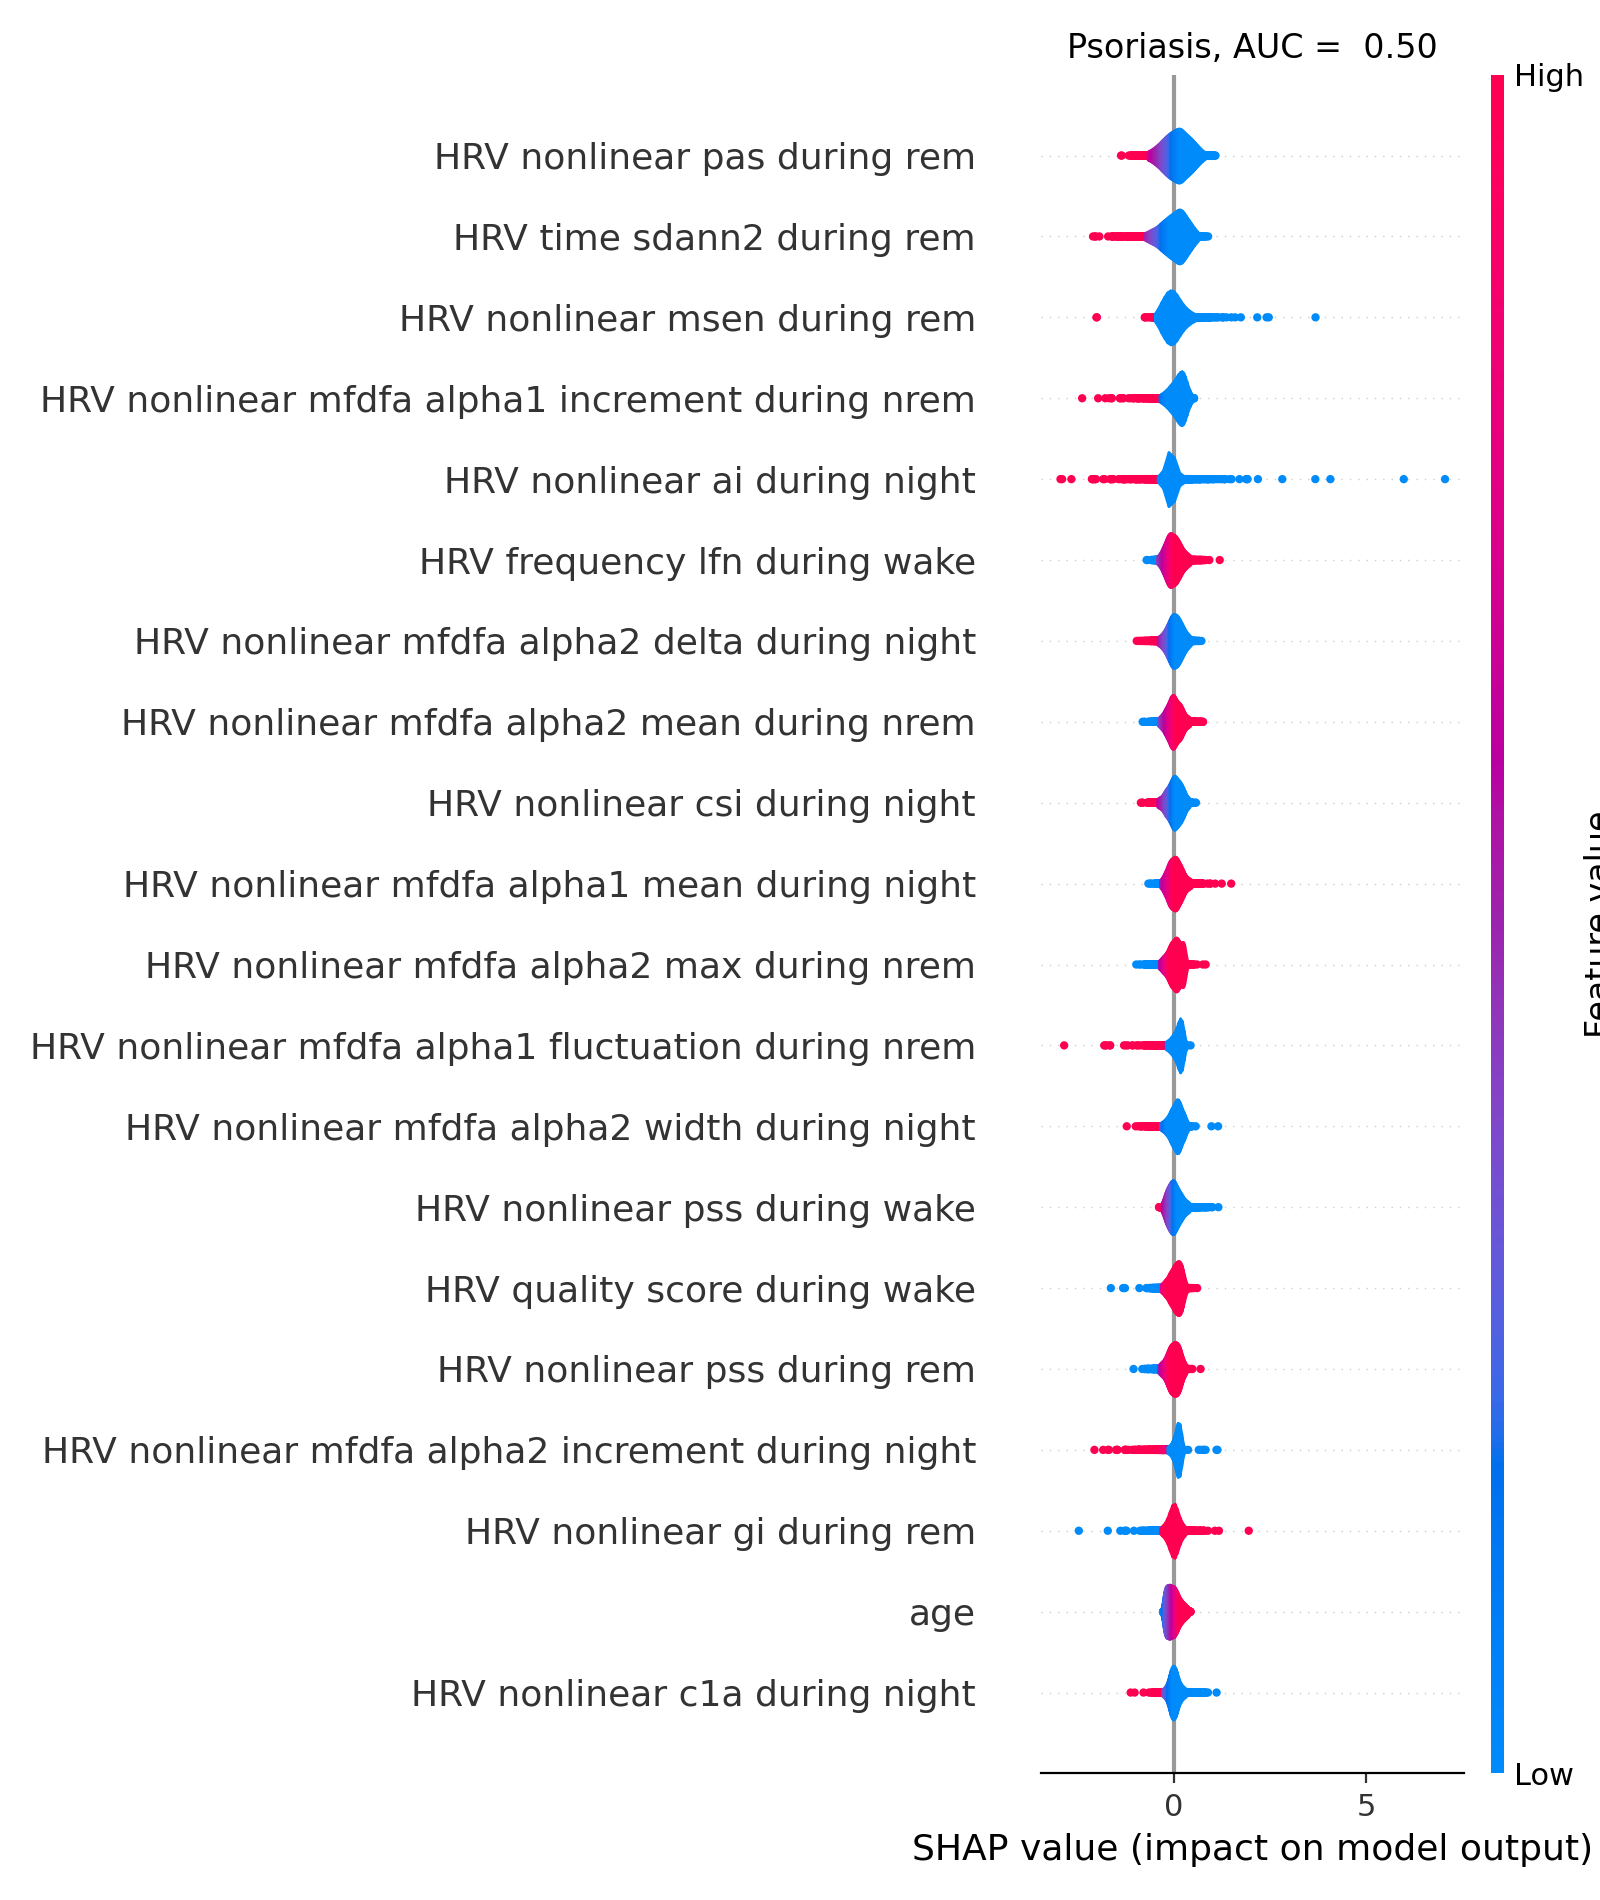 Psoriasis, AUC =  0.50
High
HRV nonlinear pas during rem
HRV time sdann2 during rem
HRV nonlinear msen during rem
HRV nonlinear mfdfa alpha1 increment during nrem
HRV nonlinear ai during night
HRV frequency lfn during wake
HRV nonlinear mfdfa alpha2 delta during night
HRV nonlinear mfdfa alpha2 mean during nrem
HRV nonlinear csi during night
HRV nonlinear mfdfa alpha1 mean during night
HRV nonlinear mfdfa alpha2 max during nrem
HRV nonlinear mfdfa alpha1 fluctuation during nrem
HRV nonlinear mfdfa alpha2 width during night
HRV nonlinear pss during wake
HRV quality score during wake
HRV nonlinear pss during rem
HRV nonlinear mfdfa alpha2 increment during night
HRV nonlinear gi during rem
age
HRV nonlinear c1a during night
Feature value
Low
0 5
SHAP value (impact on model output)